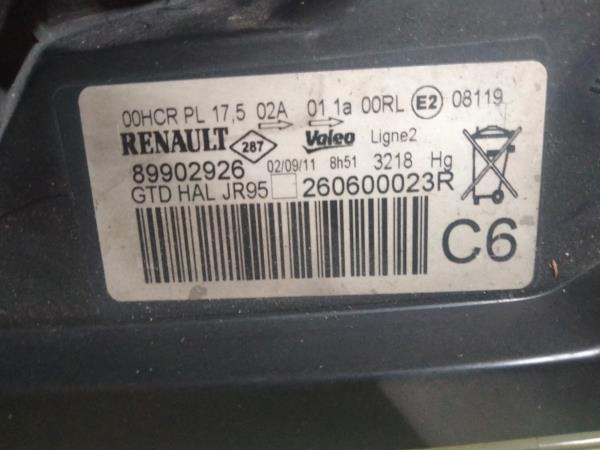 00HCR PL 17,5 02A 01 1a 00RL E2 08119
RENAULT 287 Valeo Ligne2
89902926 02/09/11 8h51 3218 Hg
GTD HAL JR95 260600023R
C6